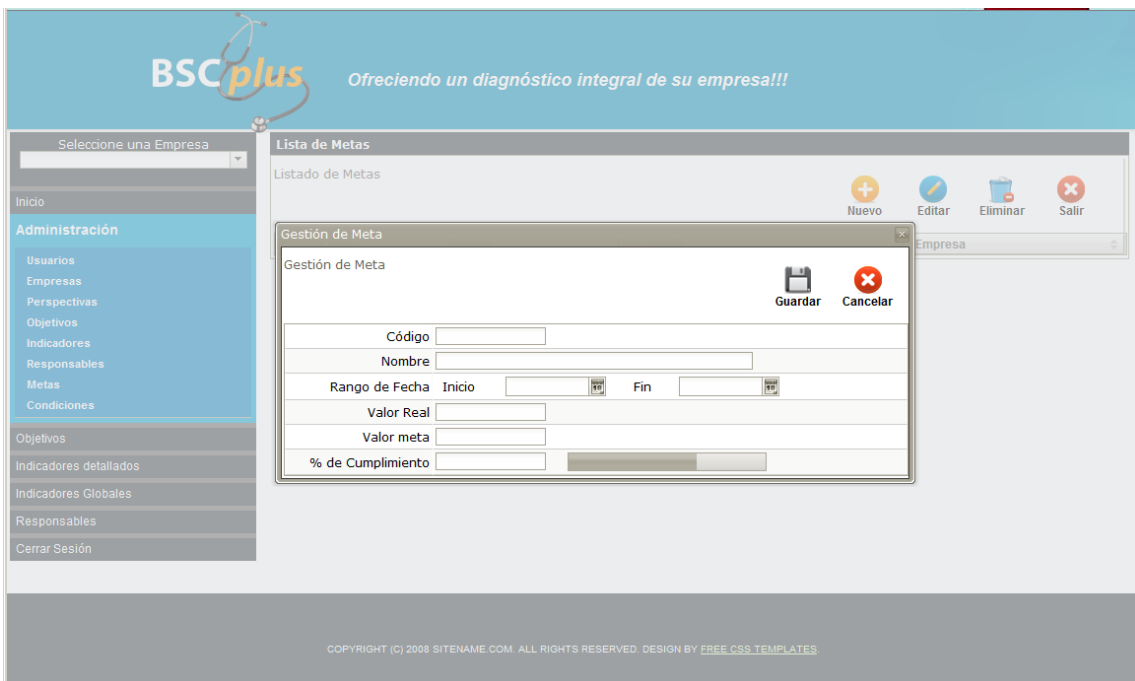 BSCplus
Ofreciendo un diagnóstico integral de su empresa!!!
Seleccione una Empresa
Inicio
Administración
Usuarios
Empresas
Perspectivas
Objetivos
Indicadores
Responsables
Metas
Condiciones
Objetivos
Indicadores detallados
Indicadores Globales
Responsables
Cerrar Sesión
Lista de Metas
Listado de Metas
Nuevo Editar Eliminar Salir
Empresa
Gestión de Meta
Gestión de Meta
Guardar Cancelar
Código
Nombre
Rango de Fecha Inicio Fin
Valor Real
Valor meta
% de Cumplimiento
COPYRIGHT (C) 2008 SITENAME.COM. ALL RIGHTS RESERVED. DESIGN BY FREE CSS TEMPLATES.